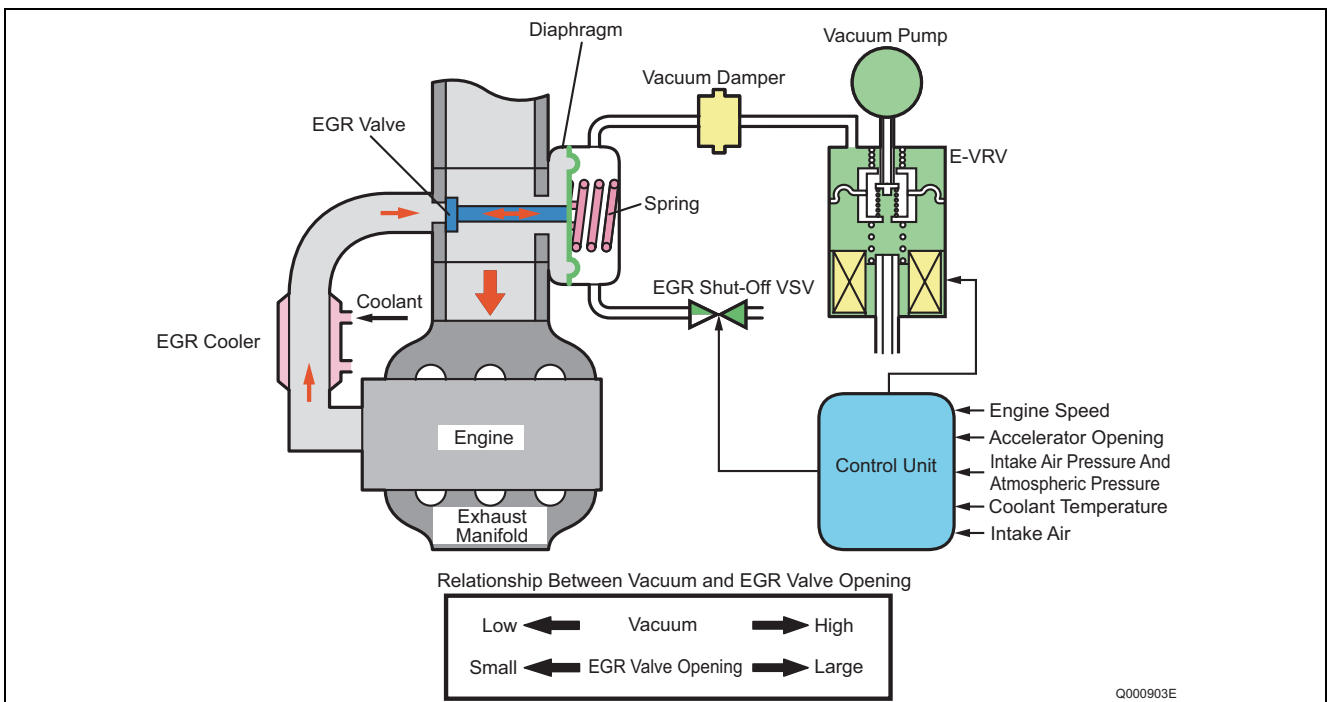 Diaphragm
Vacuum Pump
Vacuum Damper
EGR Valve
E-VRV
Spring
EGR Shut-Off VSV
Coolant
EGR Cooler
Engine
Control Unit
Engine Speed
Accelerator Opening
Intake Air Pressure And
Atmospheric Pressure
Coolant Temperature
Intake Air
Exhaust
Manifold
Relationship Between Vacuum and EGR Valve Opening
Low Vacuum High
Small EGR Valve Opening Large
Q000903E